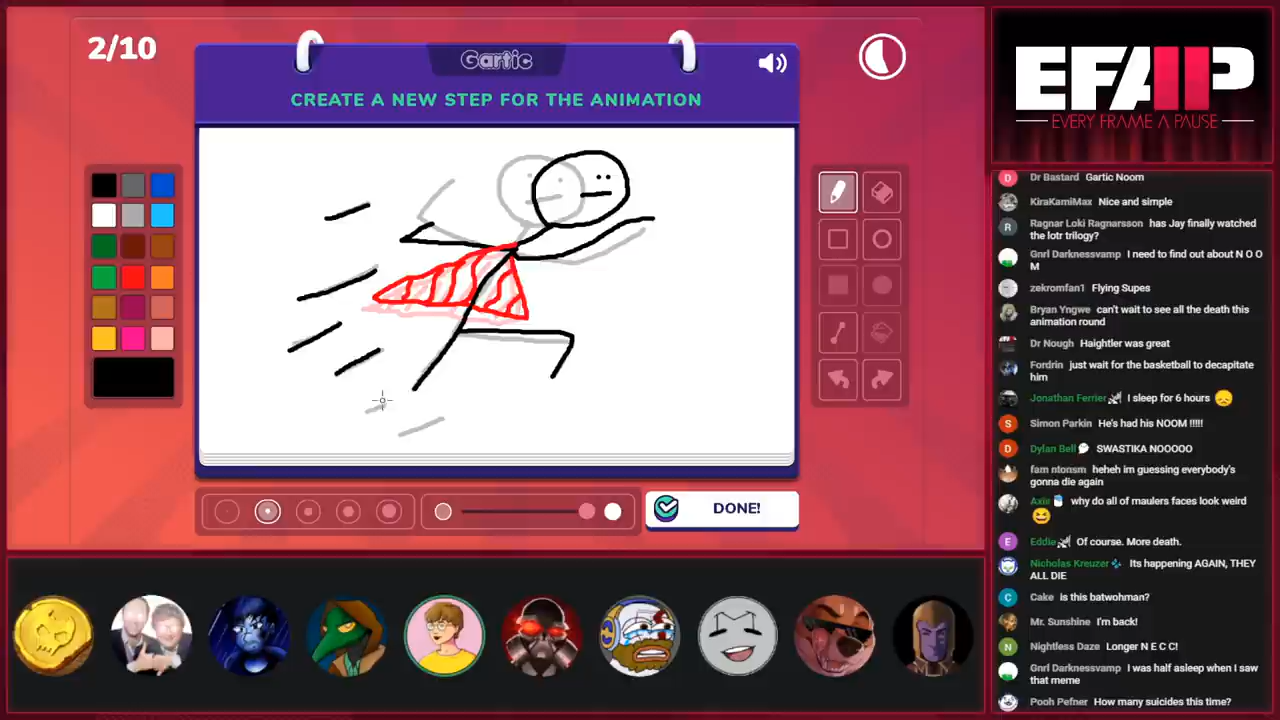 2/10
Gartic
CREATE A NEW STEP FOR THE ANIMATION
DONE!
EFAP
EVERY FRAME A PAUSE
D Dr Bastard Gartic Noom
KiraKamiMax Nice and simple
Ragnar Loki Ragnarsson has Jay finally watched
the lotr trilogy?
Gnrl Darknessvamp I need to find out about N O O
M
zekromfan1 Flying Supes
Bryan Yngwe can't wait to see all the death this
animation round
Dr Nough Haightler was great
Fordrin just wait for the basketball to decapitate
him
Jonathan Ferrier I sleep for 6 hours 😞
S Simon Parkin He's had his NOOM !!!!!
D Dylan Bell SWASTIKA NOOOOO
fam ntonsm heheh im guessing everybody's
gonna die again
Axie why do all of maulers faces look weird
😆
E Eddie Of course. More death.
Nicholas Kreuzer Its happening AGAIN, THEY
ALL DIE
C Cake is this batwohman?
Mr. Sunshine I'm back!
N Nightless Daze Longer N E C C!
Gnrl Darknessvamp I was half asleep when I saw
that meme
Pooh Pefner How many suicides this time?